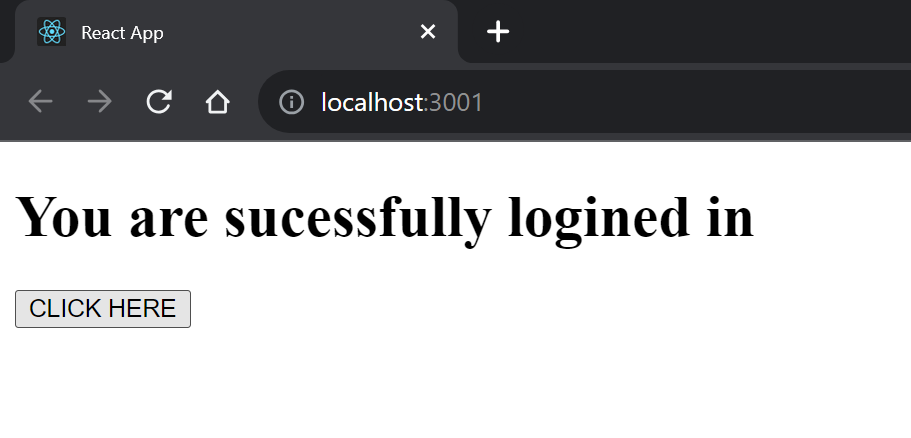 React App
localhost:3001
You are sucessfully logined in
CLICK HERE